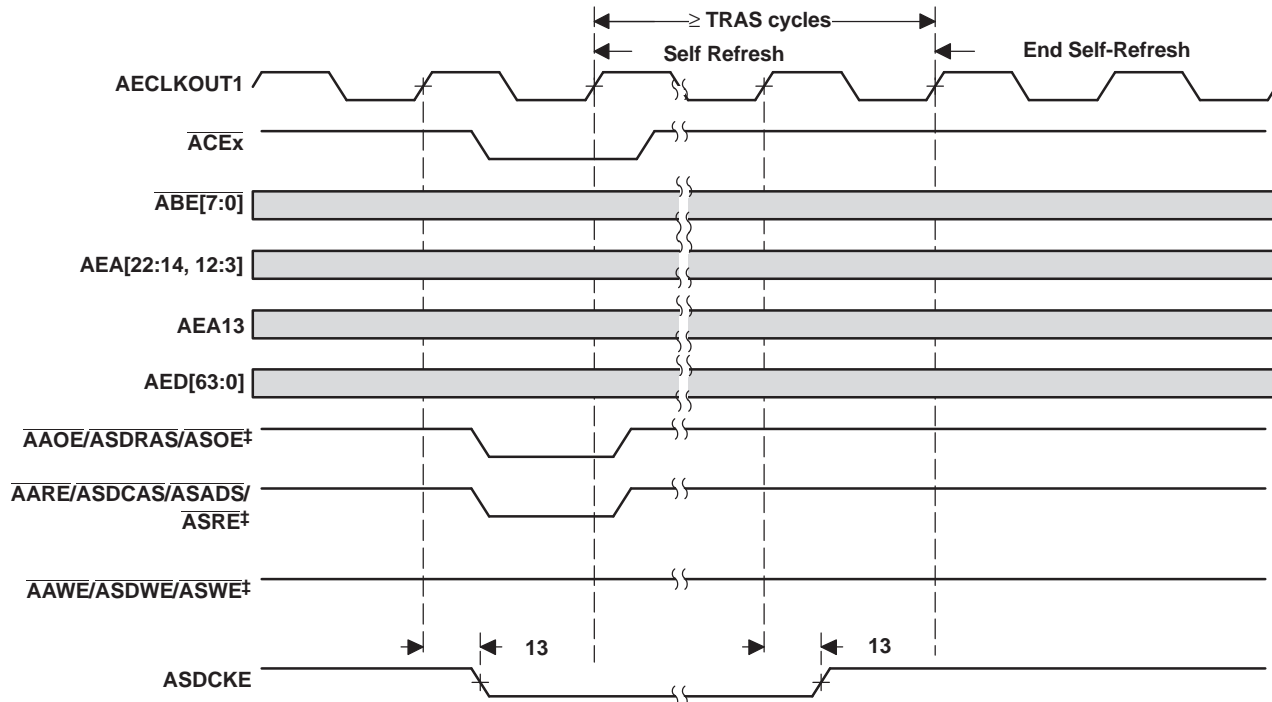 ≥ TRAS cycles
Self Refresh
End Self-Refresh
AECLKOUT1
ACEx
ABE[7:0]
AEA[22:14, 12:3]
AEA13
AED[63:0]
AAOE/ASDRAS/ASOE‡
AARE/ASDCAS/ASADS/
ASRE‡
AAWE/ASDWE/ASWE‡
13
13
ASDCKE